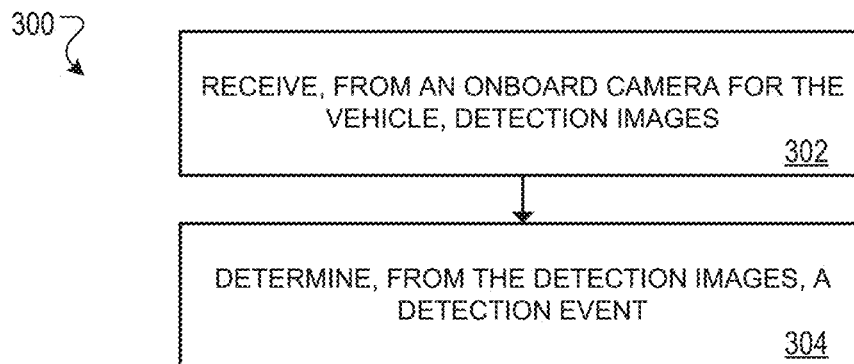 300
RECEIVE, FROM AN ONBOARD CAMERA FOR THE
VEHICLE, DETECTION IMAGES
302
DETERMINE, FROM THE DETECTION IMAGES, A
DETECTION EVENT
304